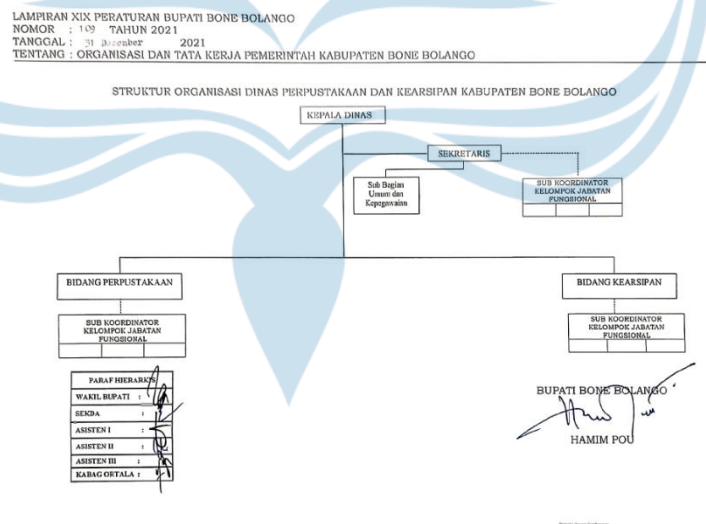 LAMPIRAN XIX PERATURAN BUPATI BONE BOLANGO
NOMOR : 109 TAHUN 2021
TANGGAL : 31 Desember 2021
TENTANG : ORGANISASI DAN TATA KERJA PEMERINTAH KABUPATEN BONE BOLANGO
STRUKTUR ORGANISASI DINAS PERPUSTAKAAN DAN KEARSIPAN KABUPATEN BONE BOLANGO
KEPALA DINAS
SEKRETARIS
Sub Bagian
Umum dan
Kepegawaian
SUB KOORDINATOR
KELOMPOK JABATAN
FUNGSIONAL
BIDANG PERPUSTAKAAN
SUB KOORDINATOR
KELOMPOK JABATAN
FUNGSIONAL
BIDANG KEARSIPAN
SUB KOORDINATOR
KELOMPOK JABATAN
FUNGSIONAL
PARAF HIERARKIS
WAKIL BUPATI :
SEKDA :
ASISTEN I :
ASISTEN II :
ASISTEN III :
KABAG ORTALA :
BUPATI BONE BOLANGO
HAMIM POU